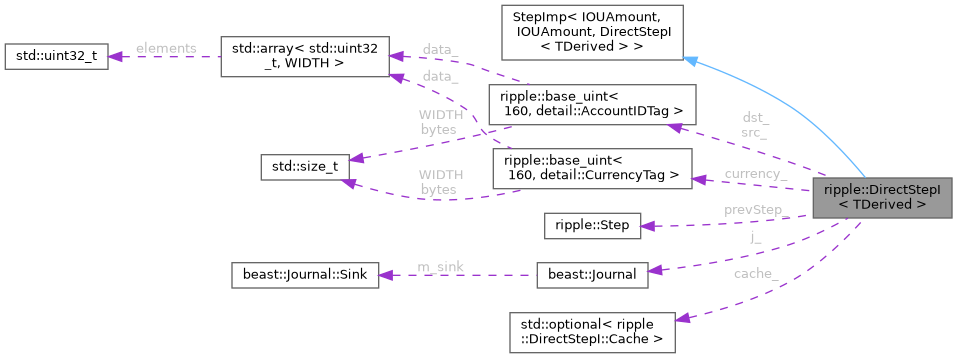 StepImp< IOUAmount,
IOUAmount, DirectStepI
< TDerived > >
std::uint32_t
elements
std::array< std::uint32
_t, WIDTH >
data_
data_
ripple::base_uint<
160, detail::AccountIDTag >
WIDTH
bytes
dst_
src_
std::size_t
ripple::base_uint<
160, detail::CurrencyTag >
WIDTH
bytes
currency_
ripple::DirectStepI
< TDerived >
ripple::Step
prevStep_
j_
beast::Journal::Sink
m_sink
beast::Journal
cache_
std::optional< ripple
::DirectStepI::Cache >